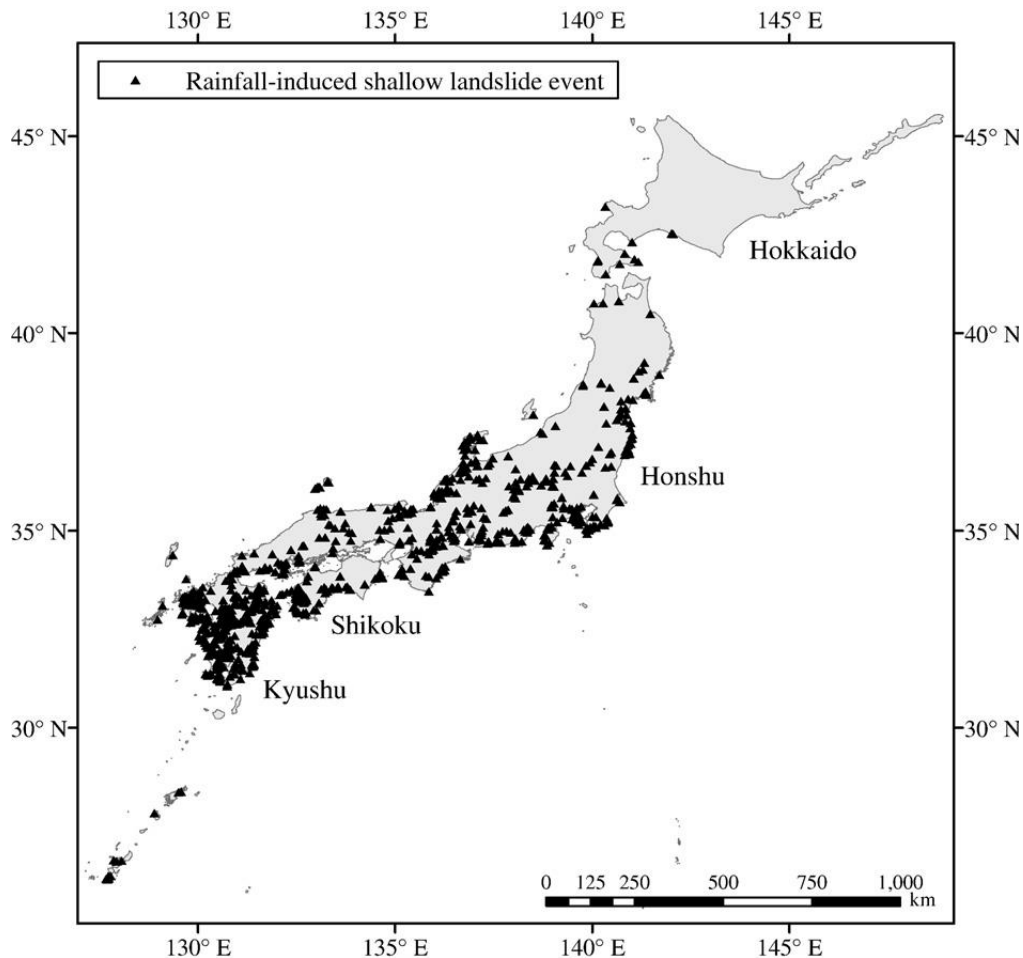 130° E 135° E 140° E 145° E
Rainfall-induced shallow landslide event
45° N 45° N
Hokkaido
40° N 40° N
Honshu
35° N 35° N
Shikoku
Kyushu
30° N 30° N
0 125 250 500 750 1,000
km
130° E 135° E 140° E 145° E